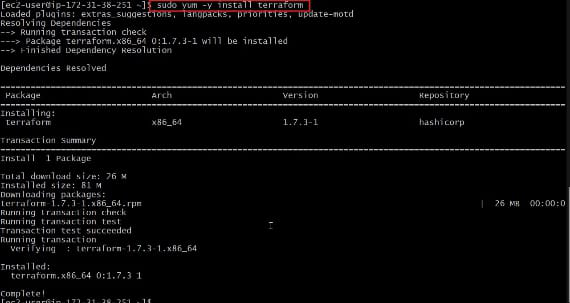 [ec2-user@ip-172-31-38-251 ~]$ sudo yum -y install terraform
Loaded plugins: extras_suggestions, langpacks, priorities, update-motd
Resolving Dependencies
--> Running transaction check
---> Package terraform.x86_64 0:1.7.3-1 will be installed
--> Finished Dependency Resolution
Dependencies Resolved
Package Arch Version Repository
Installing:
terraform x86_64 1.7.3-1 hashicorp
Transaction Summary
Install 1 Package
Total download size: 26 M
Installed size: 81 M
Downloading packages:
terraform-1.7.3-1.x86_64.rpm | 26 MB 00:00:0
Running transaction check
Running transaction test
Transaction test succeeded
Running transaction
Verifying : terraform-1.7.3-1.x86_64
Installed:
terraform.x86_64 0:1.7.3 1
Complete!
[ec2-user@ip-172-31-38-251 ~]$